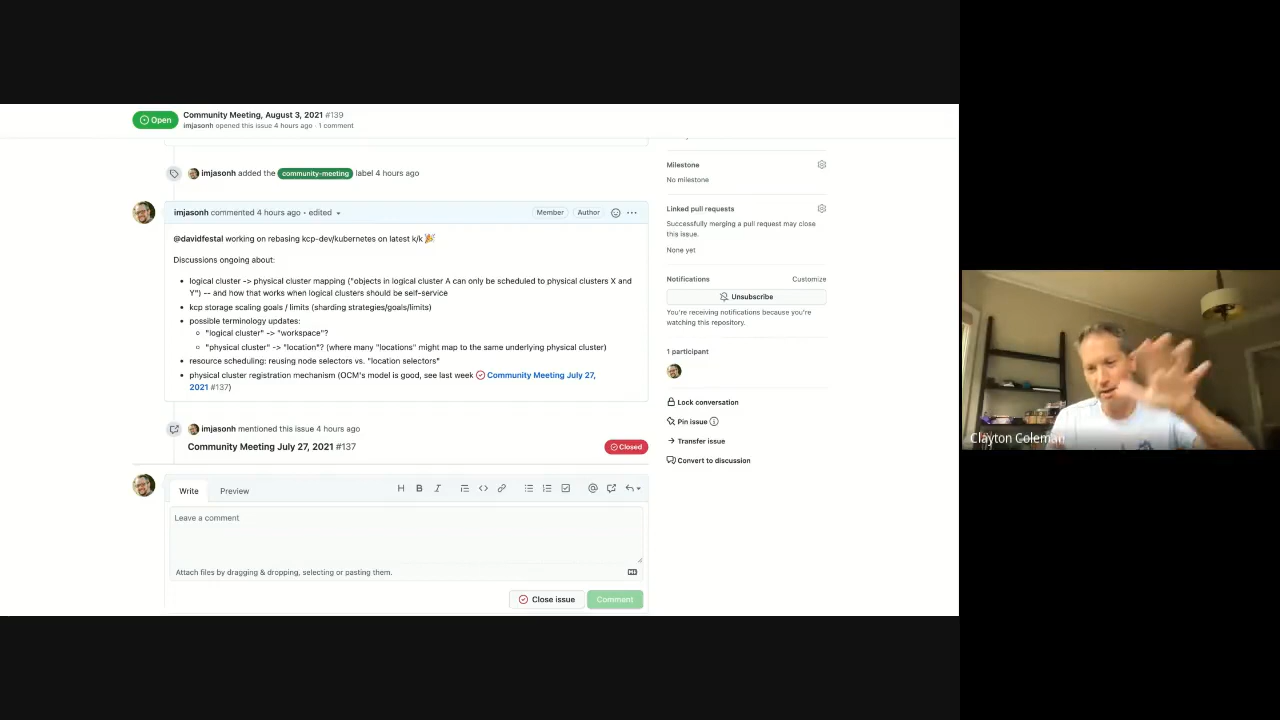 Open
Community Meeting, August 3, 2021 #139
imjasonh opened this issue 4 hours ago · 1 comment
imjasonh added the community-meeting label 4 hours ago
imjasonh commented 4 hours ago • edited
Member
Author
@davidfestal working on rebasing kcp-dev/kubernetes on latest k/k 🎉
Discussions ongoing about:
• logical cluster -> physical cluster mapping ("objects in logical cluster A can only be scheduled to physical clusters X and
Y") -- and how that works when logical clusters should be self-service
• kcp storage scaling goals / limits (sharding strategies/goals/limits)
• possible terminology updates:
◦ "logical cluster" -> "workspace"?
◦ "physical cluster" -> "location"? (where many "locations" might map to the same underlying physical cluster)
• resource scheduling: reusing node selectors vs. "location selectors"
• physical cluster registration mechanism (OCM's model is good, see last week Community Meeting July 27,
2021 #137)
imjasonh mentioned this issue 4 hours ago
Community Meeting July 27, 2021 #137
Closed
Write
Preview
Leave a comment
Attach files by dragging & dropping, selecting or pasting them.
Close issue
Comment
Milestone
No milestone
Linked pull requests
Successfully merging a pull request may close
this issue.
None yet
Notifications
Customize
Unsubscribe
You're receiving notifications because you're
watching this repository.
1 participant
Lock conversation
Pin issue
Transfer issue
Convert to discussion
Clayton Coleman